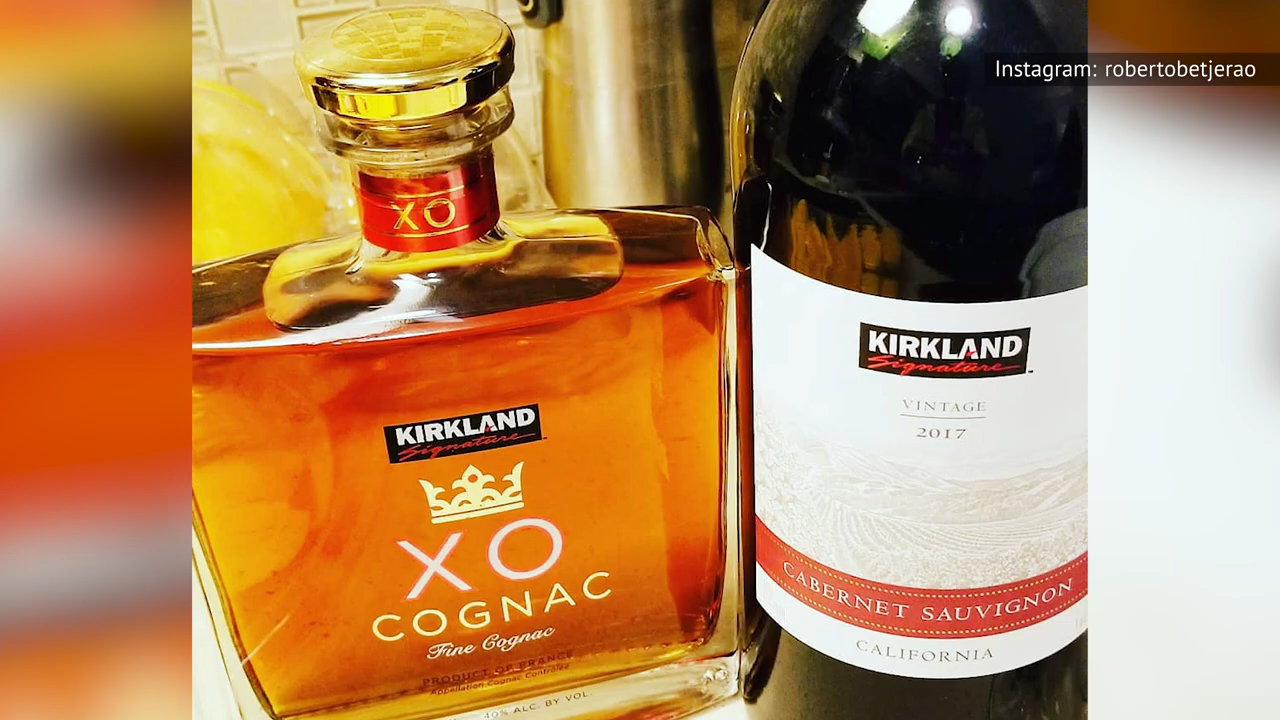 Instagram: robertobetjerao
XO
KIRKLAND
Signature
XO
COGNAC
Fine Cognac
PRODUCT OF FRANCE
Appellation Cognac Controlée
40% ALC. BY VOL.
KIRKLAND
Signature
VINTAGE
2017
CABERNET SAUVIGNON
CALIFORNIA